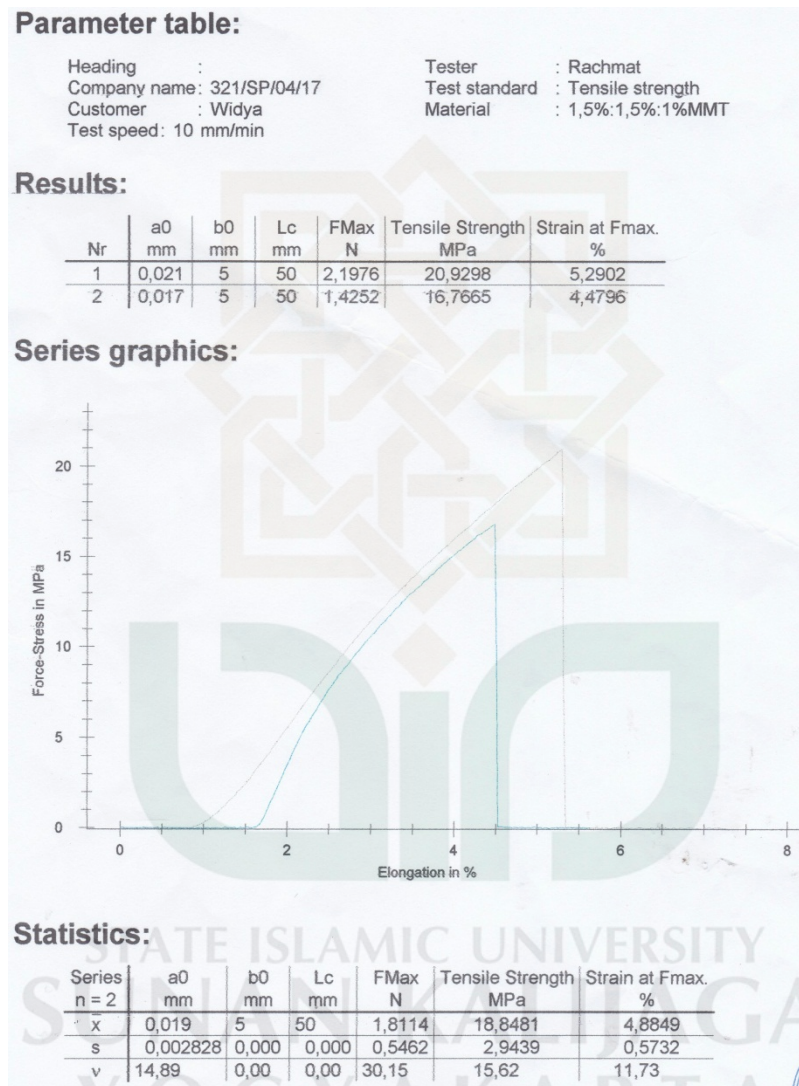 Parameter table:
Heading :
Company name: 321/SP/04/17
Customer : Widya
Test speed: 10 mm/min
Tester : Rachmat
Test standard : Tensile strength
Material : 1,5%:1,5%:1%MMT
Results:
Nr a0 mm b0 mm Lc mm FMax N Tensile Strength MPa Strain at Fmax. %
1 0,021 5 50 2,1976 20,9298 5,2902
2 0,017 5 50 1,4252 16,7665 4,4796
Series graphics:
20
15
10
5
0
Force-Stress in MPa
0 2 4 6 8
Elongation in %
Statistics:
Series a0 b0 Lc FMax Tensile Strength Strain at Fmax.
n = 2 mm mm mm N MPa %
x̅ 0,019 5 50 1,8114 18,8481 4,8849
s 0,002828 0,000 0,000 0,5462 2,9439 0,5732
ν 14,89 0,00 0,00 30,15 15,62 11,73
STATE ISLAMIC UNIVERSITY
SUNAN KALIJAGA
YOGYAKARTA